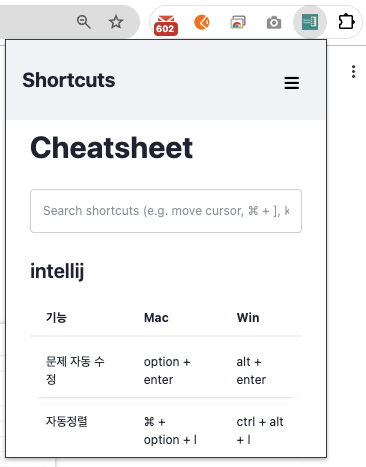 602
Shortcuts
Cheatsheet
Search shortcuts (e.g. move cursor, ⌘ + ], k
intellij
기능 Mac Win
문제 자동 수 option + alt +
정 enter enter
자동정렬 ⌘ + ctrl + alt
option + l + l